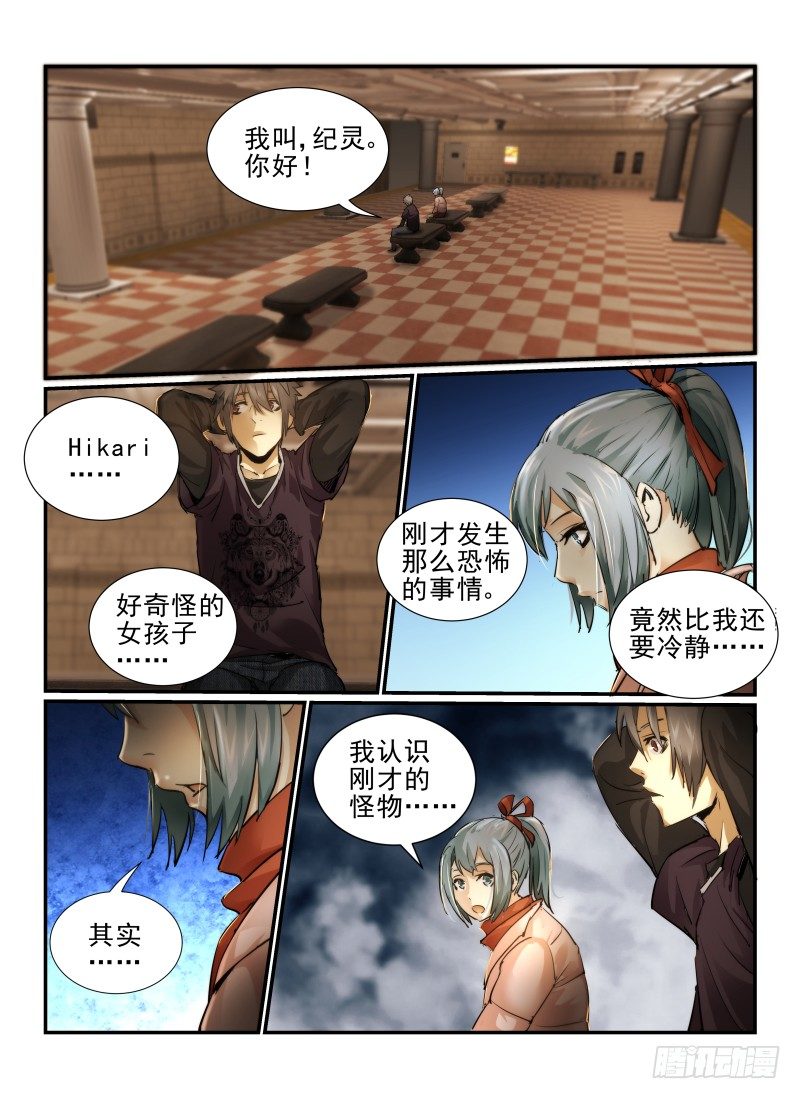 我叫,纪灵。
你好!
Hikari
……
好奇怪的
女孩子
……
刚才发生
那么恐怖
的事情。
竟然比我还
要冷静……
其实
……
我认识
刚才的
怪物……
腾讯动漫